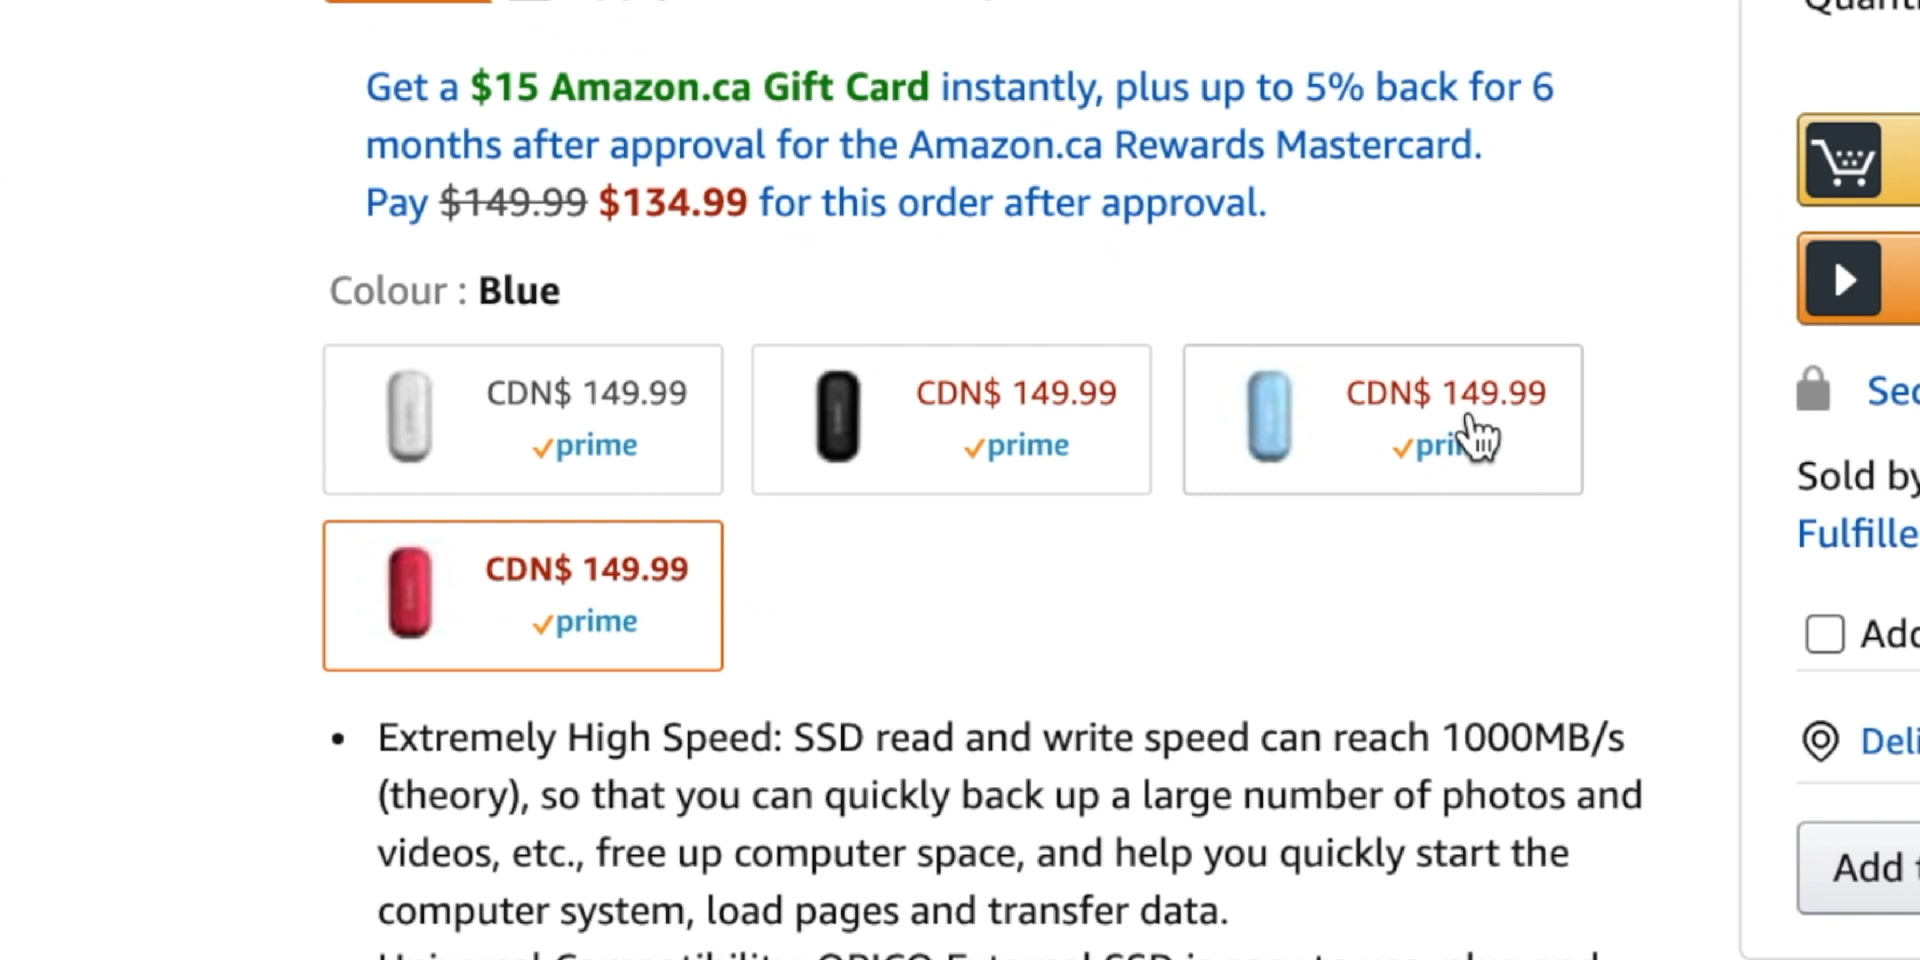 Get a $15 Amazon.ca Gift Card instantly, plus up to 5% back for 6
months after approval for the Amazon.ca Rewards Mastercard.
Pay $149.99 $134.99 for this order after approval.
Colour : Blue
CDN$ 149.99 CDN$ 149.99 CDN$ 149.99
prime prime
CDN$ 149.99
prime
• Extremely High Speed: SSD read and write speed can reach 1000MB/s
(theory), so that you can quickly back up a large number of photos and
videos, etc., free up computer space, and help you quickly start the
computer system, load pages and transfer data.
Sold by
Add